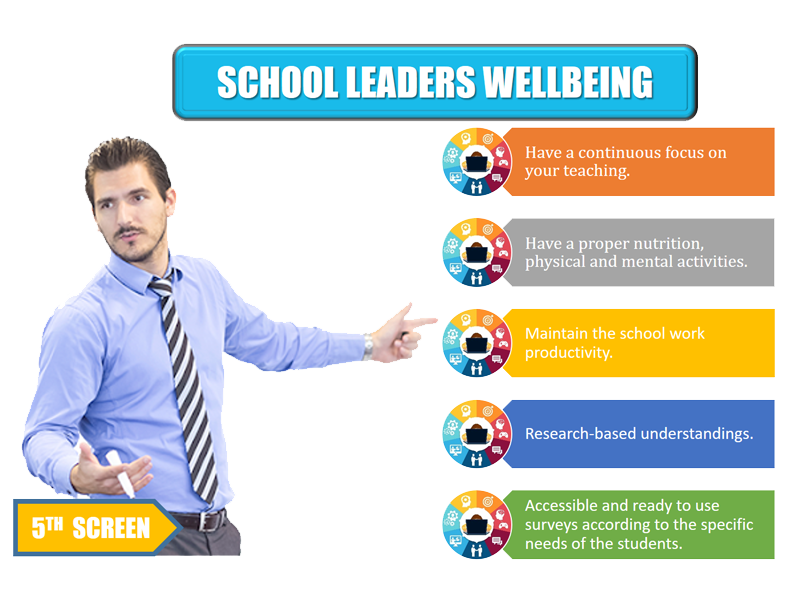 SCHOOL LEADERS WELLBEING
Have a continuous focus on
your teaching.
Have a proper nutrition,
physical and mental activities.
Maintain the school work
productivity.
Research-based understandings.
Accessible and ready to use
surveys according to the specific
needs of the students.
5TH SCREEN